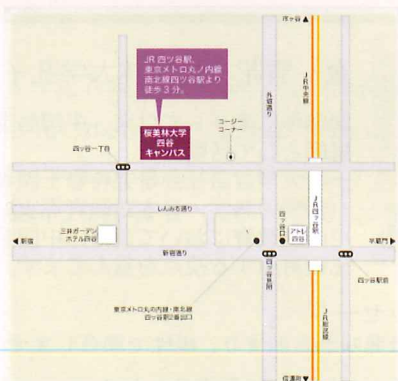 市ヶ谷▲
JR 四ツ谷駅、
東京メトロ丸ノ内線
南北線四ツ谷駅より
徒歩 3 分。
外堀通り
JR中央線
桜美林大学
四谷
キャンパス
コージー
コーナー
四ツ谷一丁目
しんみち通り
三井ガーデン
ホテル四谷
四ツ谷口
アトレ
四谷
JR四ツ谷駅
◀新宿
新宿通り
半蔵門▶
四ツ谷見附
四ツ谷駅前
東京メトロ丸の内線・南北線
四ツ谷駅2番出口
JR総武線
信濃町▼